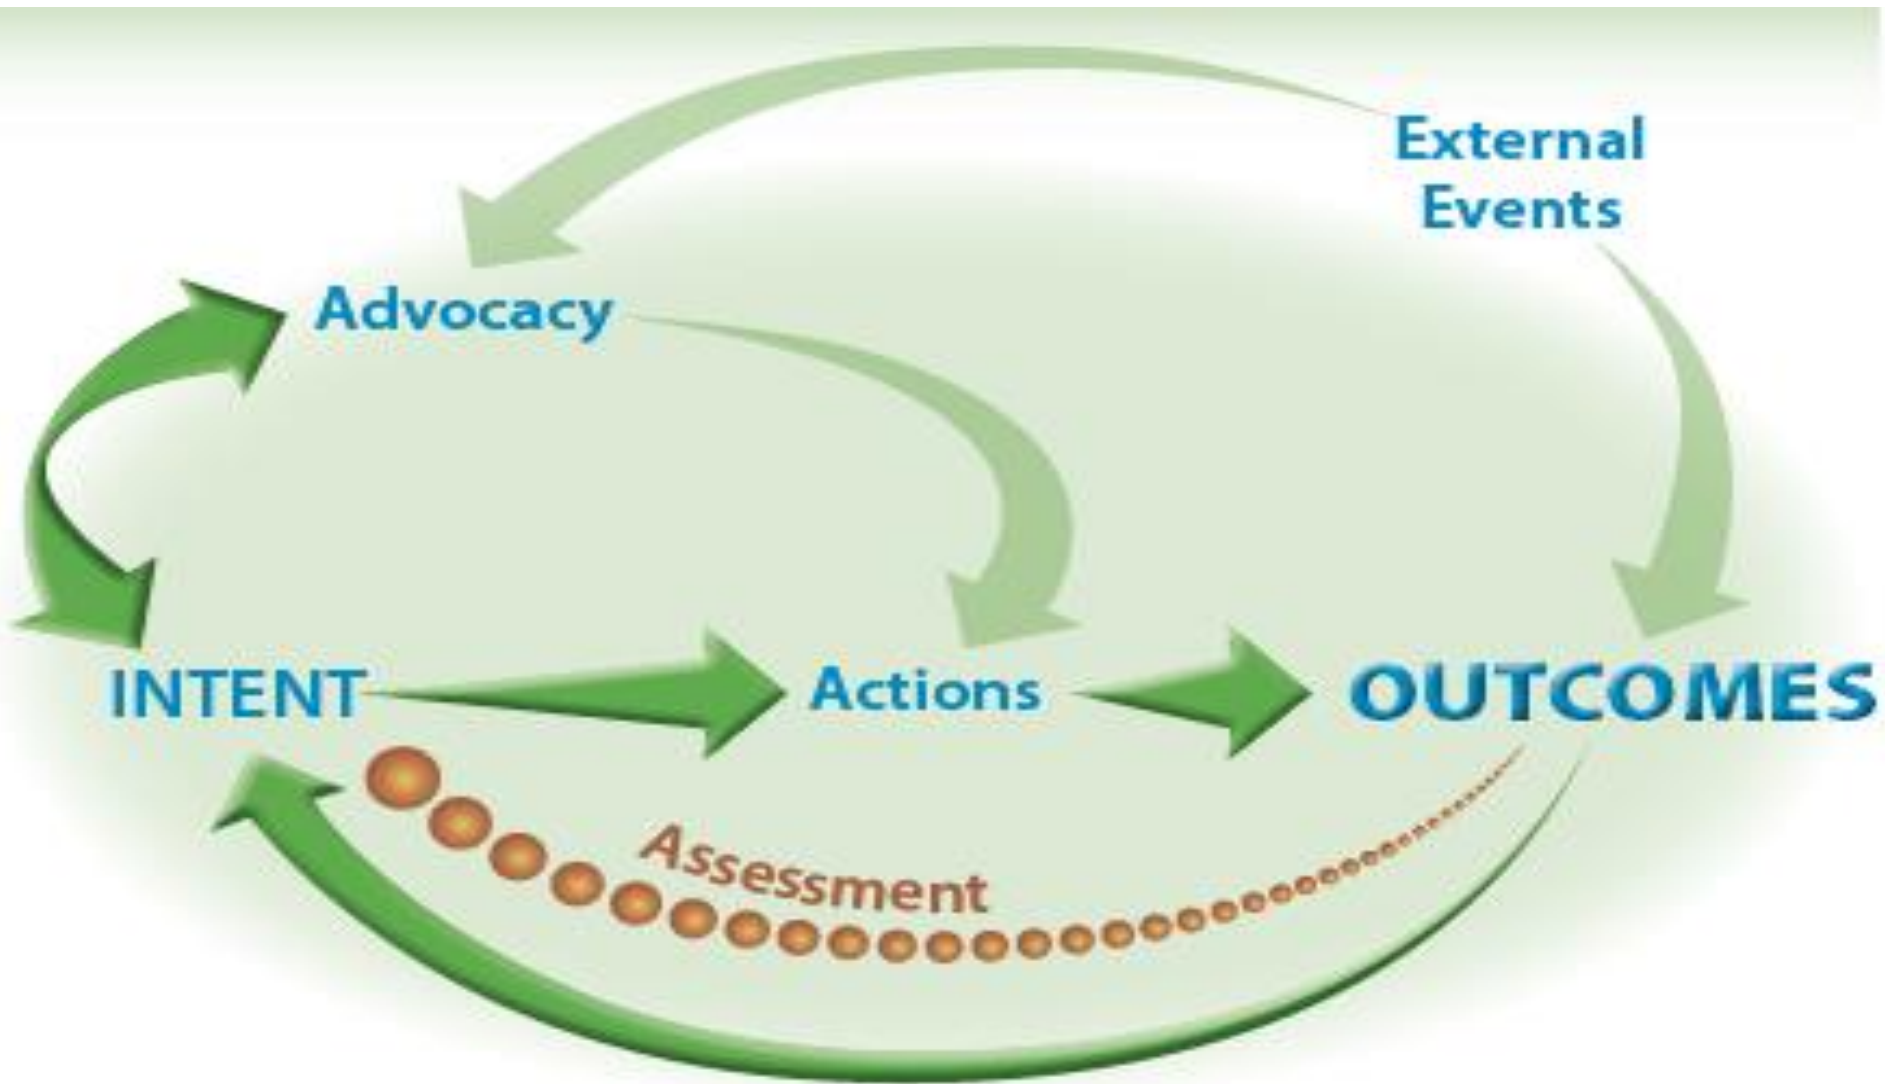 External
Events
Advocacy
INTENT
Actions
OUTCOMES
Assessment